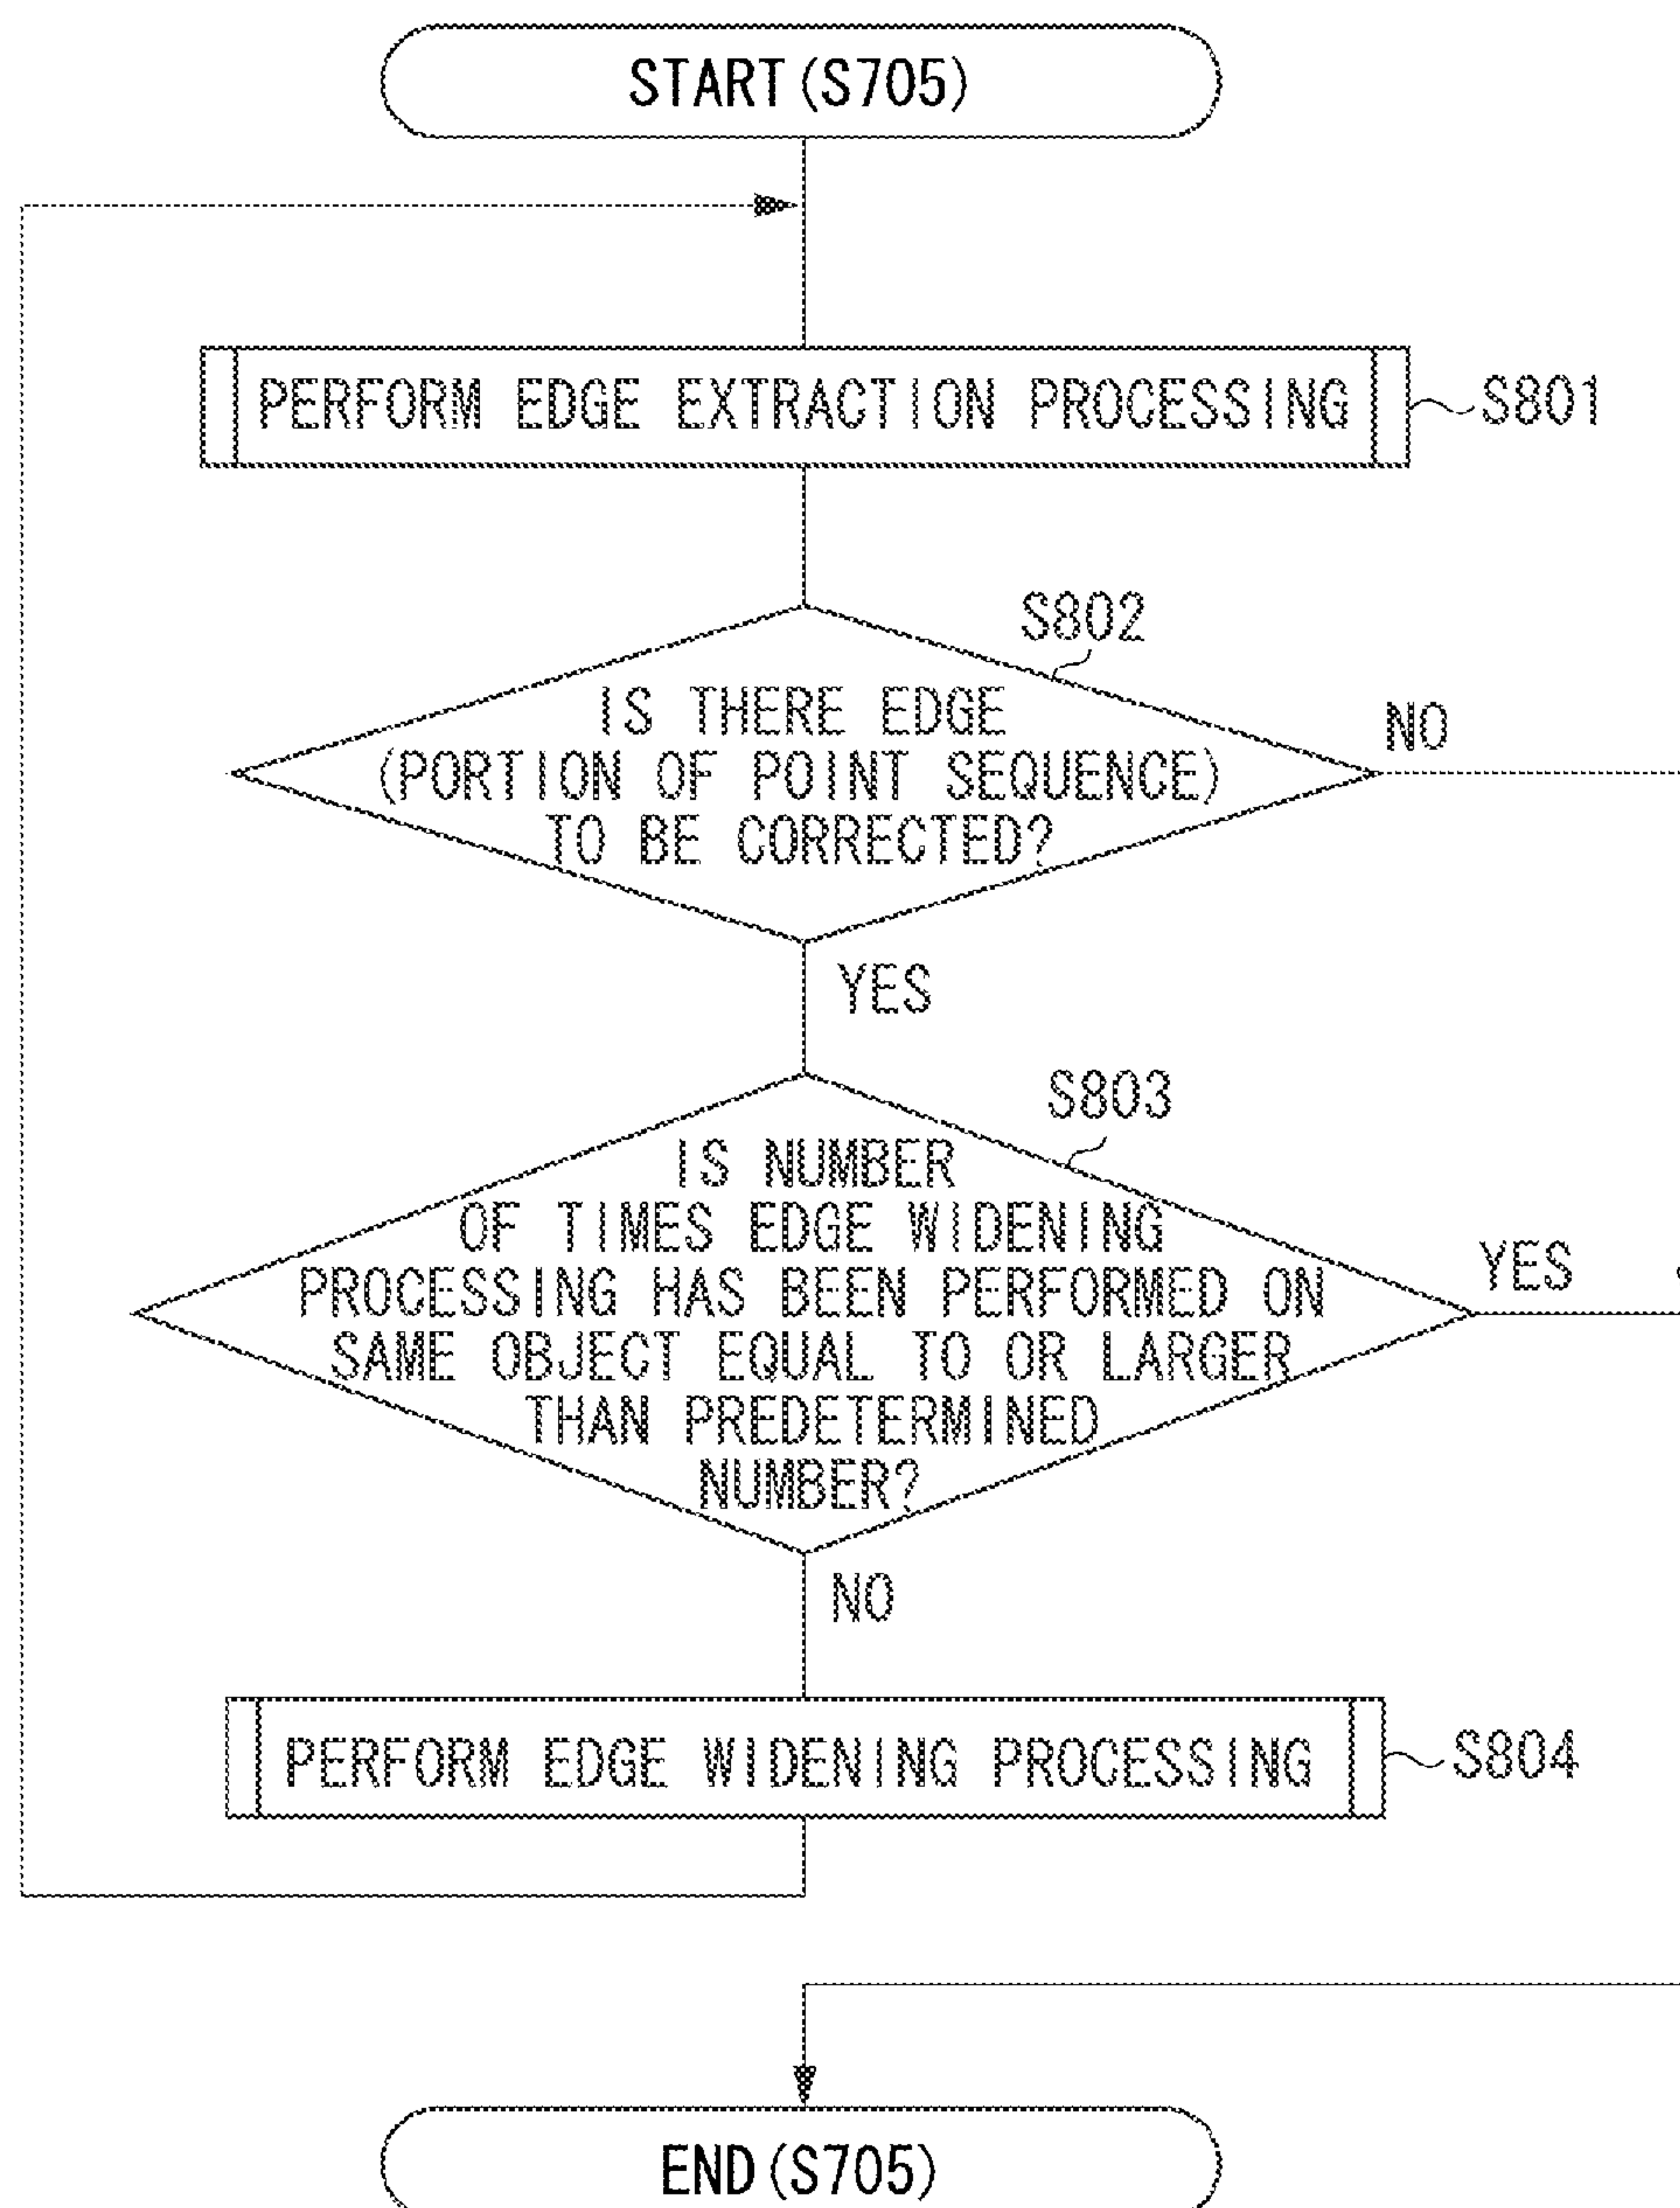 START(S705)
PERFORM EDGE EXTRACTION PROCESSING
S801
S802
IS THERE EDGE
(PORTION OF POINT SEQUENCE)
TO BE CORRECTED?
NO
YES
S803
IS NUMBER
OF TIMES EDGE WIDENING
PROCESSING HAS BEEN PERFORMED ON
SAME OBJECT EQUAL TO OR LARGER
THAN PREDETERMINED
NUMBER?
YES
NO
PERFORM EDGE WIDENING PROCESSING
S804
END(S705)